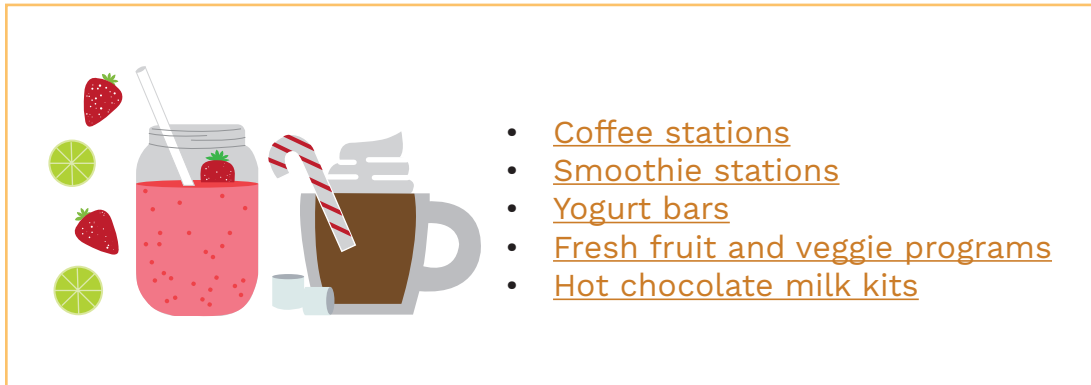 • Coffee stations
• Smoothie stations
• Yogurt bars
• Fresh fruit and veggie programs
• Hot chocolate milk kits